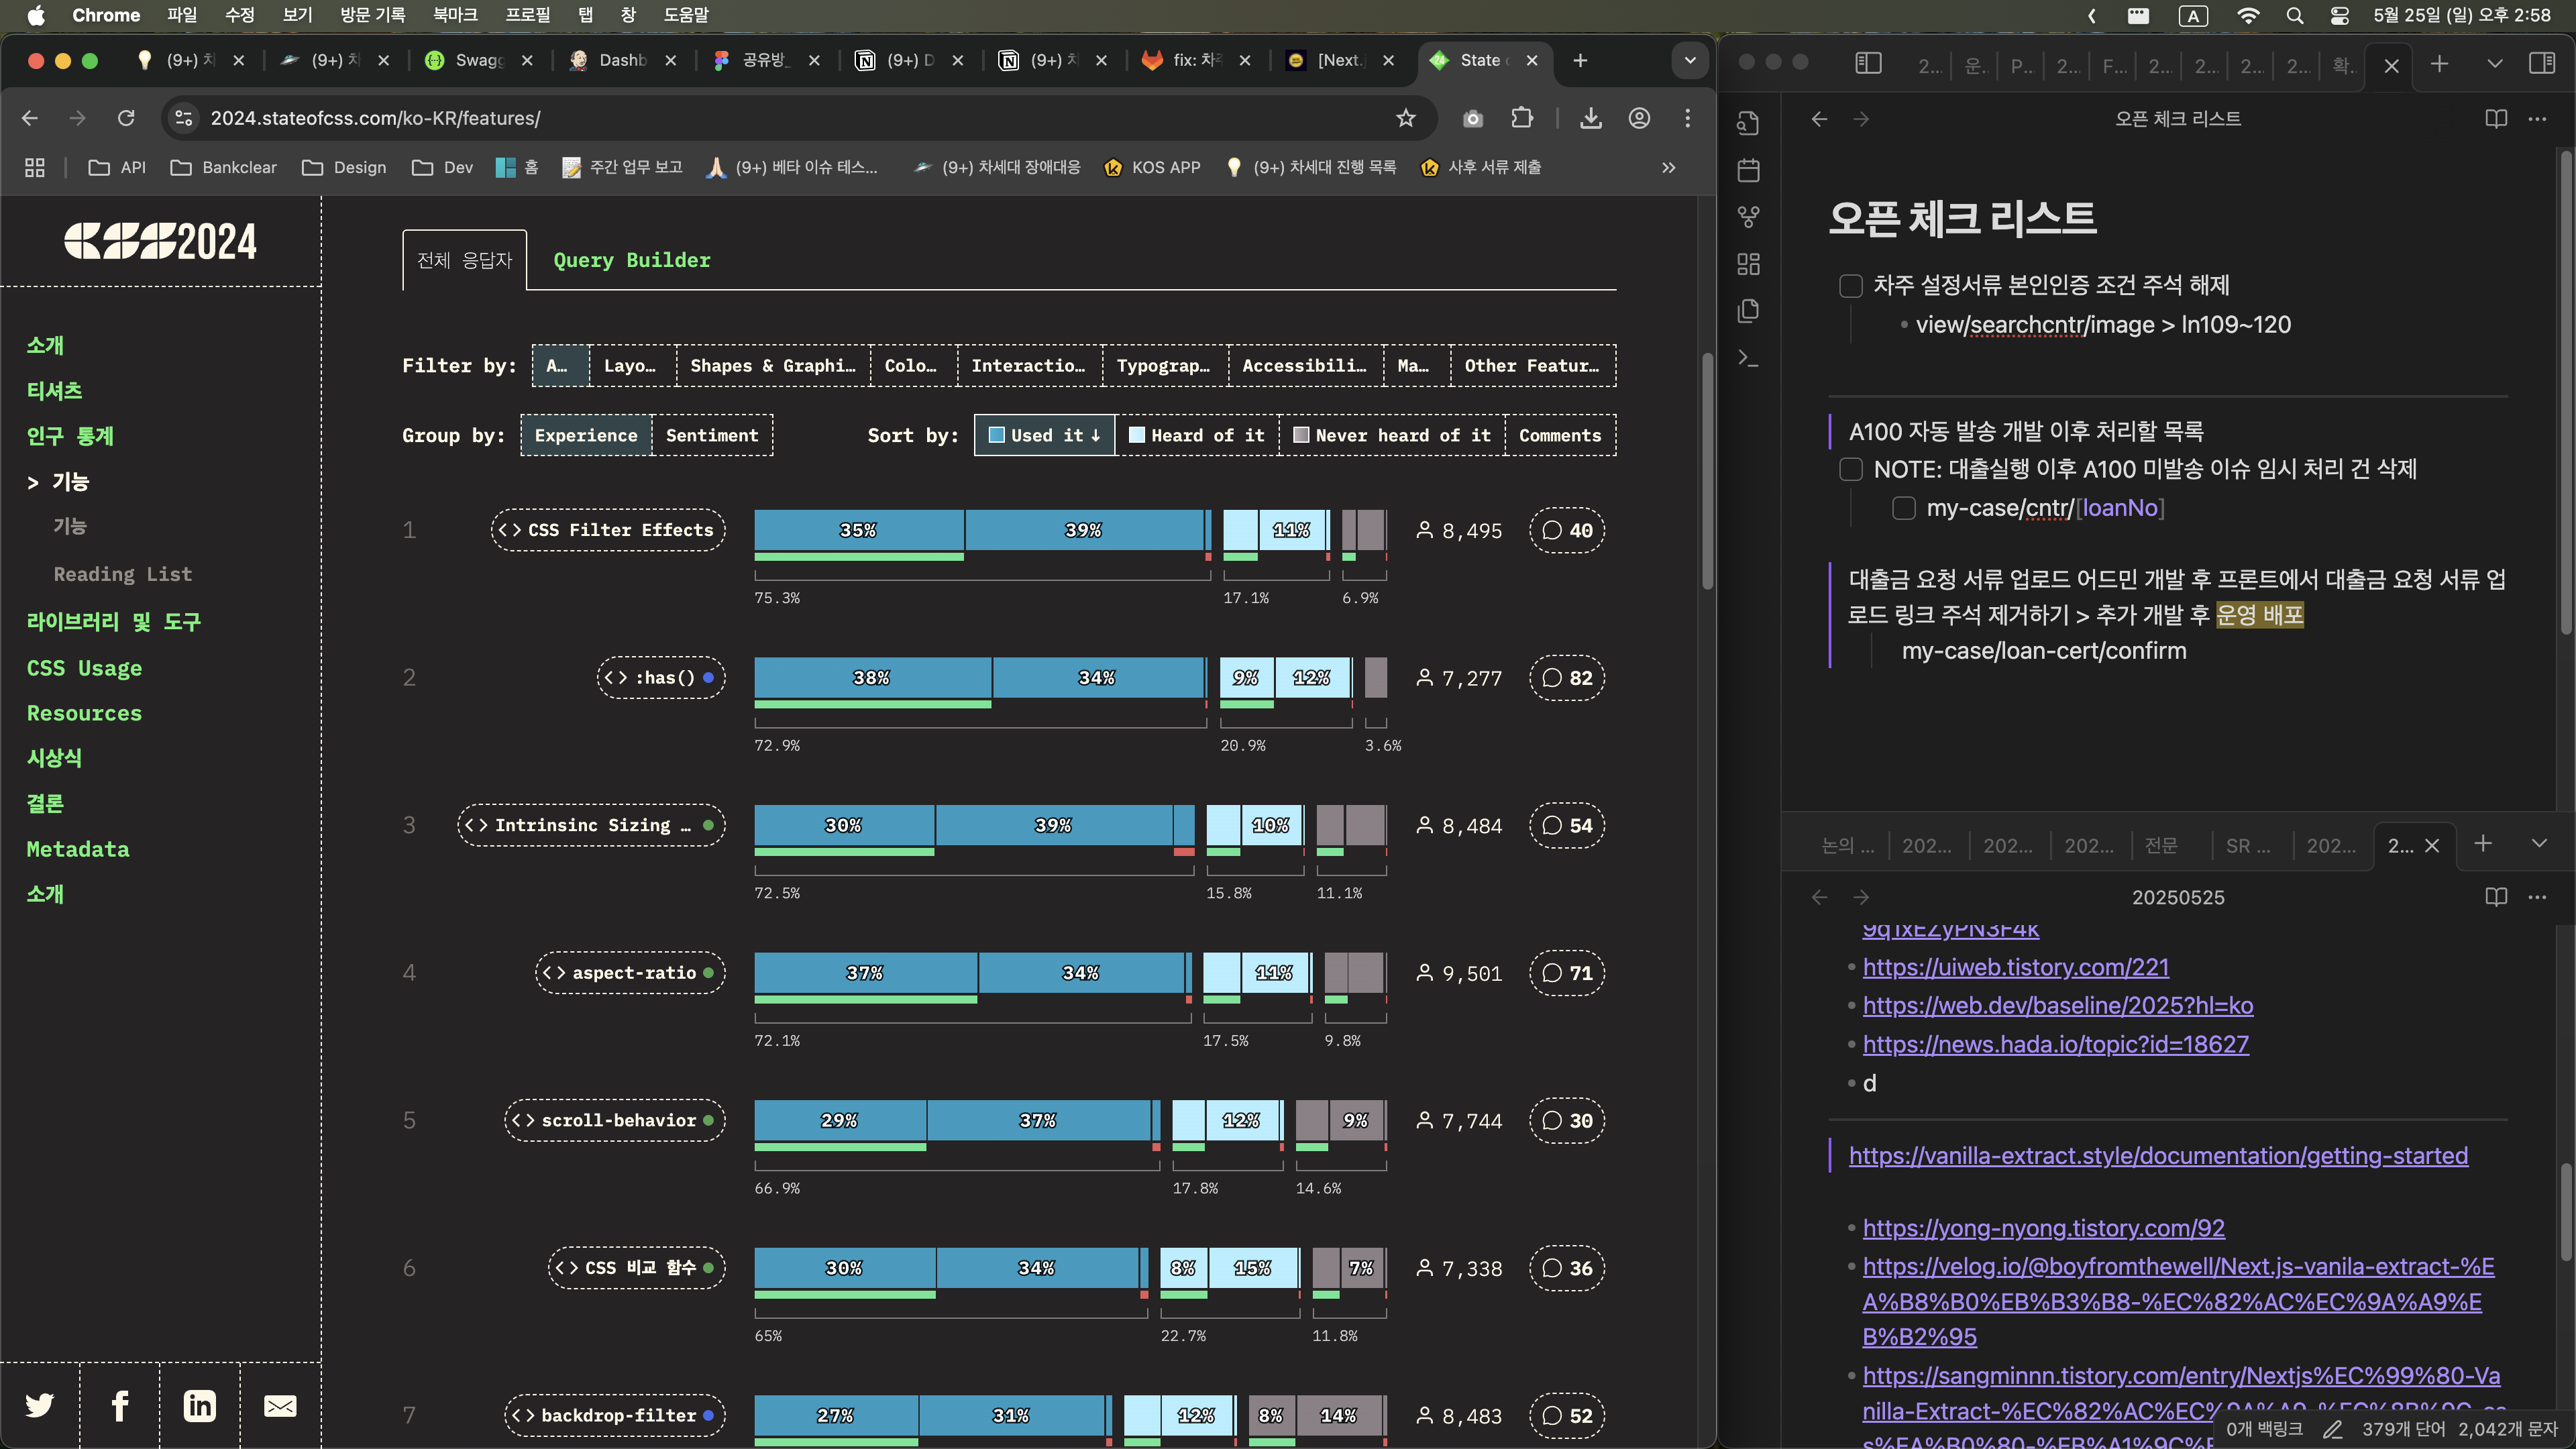 Chrome 파일 수정 보기 방문 기록 북마크 프로필 탭 창 도움말 A 5월 25일 (일) 오후 2:58
(9+) 차 (9+) 차 Swagg Dashb 공유방_ (9+) D (9+) 차 fix: 차주 [Next. State
2024.stateofcss.com/ko-KR/features/
API Bankclear Design Dev 홈 주간 업무 보고 (9+) 베타 이슈 테스... (9+) 차세대 장애대응 KOS APP (9+) 차세대 진행 목록 사후 서류 제출
CSS2024
소개
티셔츠
인구 통계
> 기능
기능
Reading List
라이브러리 및 도구
CSS Usage
Resources
시상식
결론
Metadata
소개
전체 응답자 Query Builder
Filter by: A… Layo… Shapes & Graphi… Colo… Interactio… Typograp… Accessibili… Ma… Other Featur…
Group by: Experience Sentiment Sort by: Used it ↓ Heard of it Never heard of it Comments
1 <> CSS Filter Effects 35% 39% 11% 8,495 40
75.3% 17.1% 6.9%
2 <> :has() 38% 34% 9% 12% 7,277 82
72.9% 20.9% 3.6%
3 <> Intrinsinc Sizing … 30% 39% 10% 8,484 54
72.5% 15.8% 11.1%
4 <> aspect-ratio 37% 34% 11% 9,501 71
72.1% 17.5% 9.8%
5 <> scroll-behavior 29% 37% 12% 9% 7,744 30
66.9% 17.8% 14.6%
6 <> CSS 비교 함수 30% 34% 8% 15% 7% 7,338 36
65% 22.7% 11.8%
7 <> backdrop-filter 27% 31% 12% 8% 14% 8,483 52
2... 운.. P... 2... F... 2... 2... 2... 2... 확..
오픈 체크 리스트
오픈 체크 리스트
차주 설정서류 본인인증 조건 주석 해제
view/searchcntr/image > ln109~120
A100 자동 발송 개발 이후 처리할 목록
NOTE: 대출실행 이후 A100 미발송 이슈 임시 처리 건 삭제
my-case/cntr/[loanNo]
대출금 요청 서류 업로드 어드민 개발 후 프론트에서 대출금 요청 서류 업
로드 링크 주석 제거하기 > 추가 개발 후 운영 배포
my-case/loan-cert/confirm
논의 ... 202... 202... 202... 전문 SR ... 202... 2...
20250525
9q1xEZyPN3F4k
https://uiweb.tistory.com/221
https://web.dev/baseline/2025?hl=ko
https://news.hada.io/topic?id=18627
d
https://vanilla-extract.style/documentation/getting-started
https://yong-nyong.tistory.com/92
https://velog.io/@boyfromthewell/Next.js-vanila-extract-%E
A%B8%B0%EB%B3%B8-%EC%82%AC%EC%9A%A9%E
B%B2%95
https://sangminnn.tistory.com/entry/Nextjs%EC%99%80-Va
nilla-Extract-%EC%82%AC%EC%9A%A9-%EC%8B%9C
0개 백링크 379개 단어 2,042개 문자